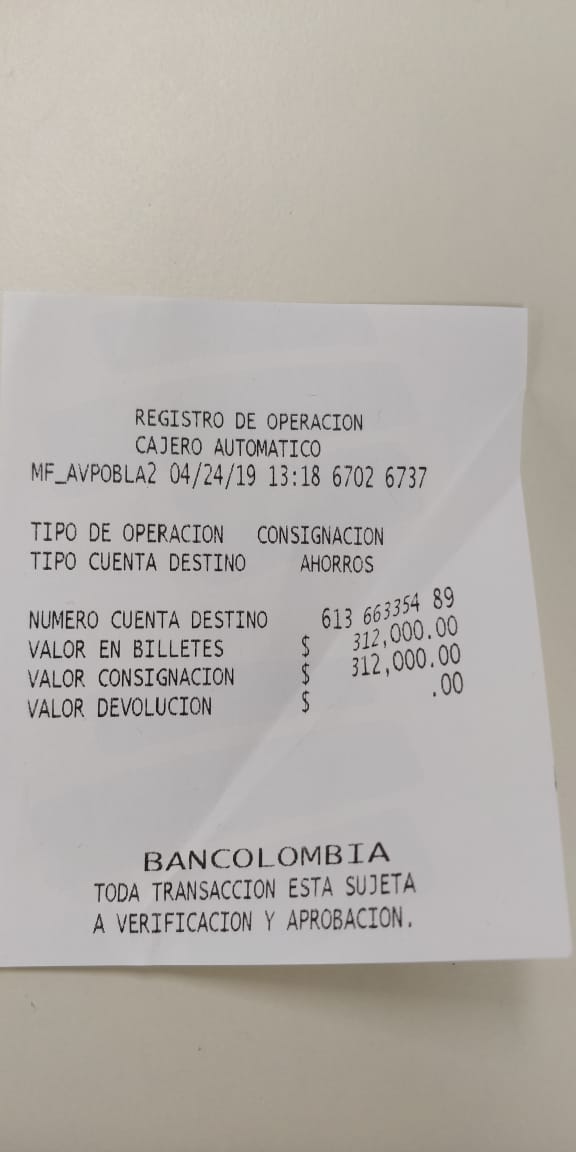 REGISTRO DE OPERACION
CAJERO AUTOMATICO
MF_AVPOBLA2 04/24/19 13:18 6702 6737
TIPO DE OPERACION CONSIGNACION
TIPO CUENTA DESTINO AHORROS
NUMERO CUENTA DESTINO 613 663354 89
VALOR EN BILLETES $ 312,000.00
VALOR CONSIGNACION $ 312,000.00
VALOR DEVOLUCION $ .00
BANCOLOMBIA
TODA TRANSACCION ESTA SUJETA
A VERIFICACION Y APROBACION.